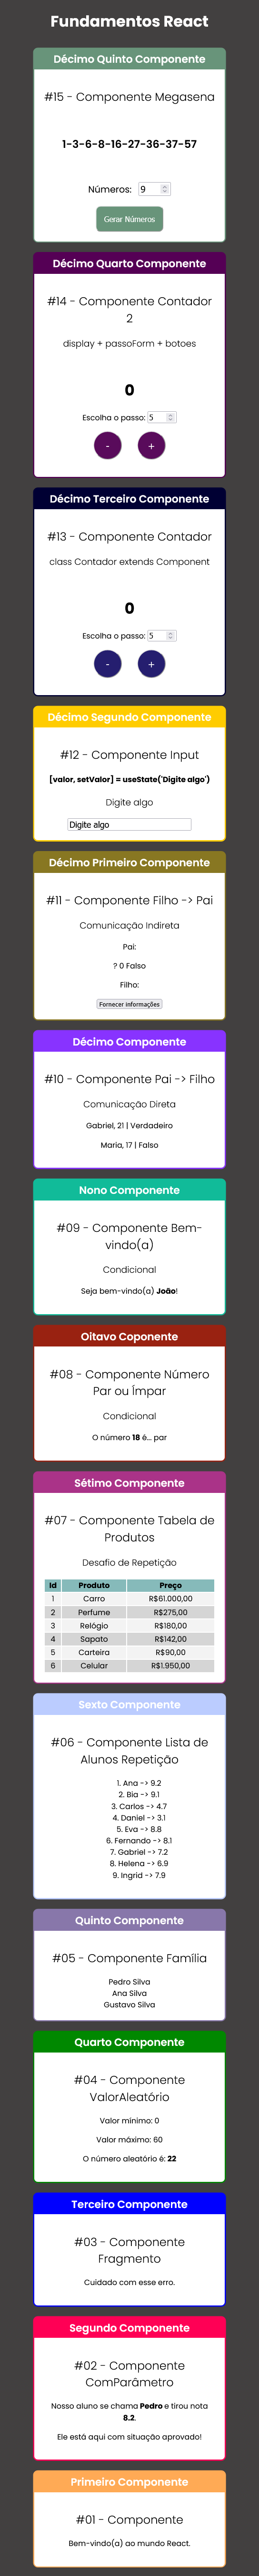 Fundamentos React
Décimo Quinto Componente
#15 - Componente Megasena
1-3-6-8-16-27-36-37-57
Números: 9
Gerar Números
Décimo Quarto Componente
#14 - Componente Contador
2
display + passoForm + botoes
0
Escolha o passo: 5
- +
Décimo Terceiro Componente
#13 - Componente Contador
class Contador extends Component
0
Escolha o passo: 5
- +
Décimo Segundo Componente
#12 - Componente Input
[valor, setValor] = useState('Digite algo')
Digite algo
Digite algo
Décimo Primeiro Componente
#11 - Componente Filho -> Pai
Comunicação Indireta
Pai:
? 0 Falso
Filho:
Fornecer informações
Décimo Componente
#10 - Componente Pai -> Filho
Comunicação Direta
Gabriel, 21 | Verdadeiro
Maria, 17 | Falso
Nono Componente
#09 - Componente Bem-
vindo(a)
Condicional
Seja bem-vindo(a) João!
Oitavo Coponente
#08 - Componente Número
Par ou Ímpar
Condicional
O número 18 é... par
Sétimo Componente
#07 - Componente Tabela de
Produtos
Desafio de Repetição
Id Produto Preço
1 Carro R$61.000,00
2 Perfume R$275,00
3 Relógio R$180,00
4 Sapato R$142,00
5 Carteira R$90,00
6 Celular R$1.950,00
Sexto Componente
#06 - Componente Lista de
Alunos Repetição
1. Ana -> 9.2
2. Bia -> 9.1
3. Carlos -> 4.7
4. Daniel -> 3.1
5. Eva -> 8.8
6. Fernando -> 8.1
7. Gabriel -> 7.2
8. Helena -> 6.9
9. Ingrid -> 7.9
Quinto Componente
#05 - Componente Família
Pedro Silva
Ana Silva
Gustavo Silva
Quarto Componente
#04 - Componente
ValorAleatório
Valor mínimo: 0
Valor máximo: 60
O número aleatório é: 22
Terceiro Componente
#03 - Componente
Fragmento
Cuidado com esse erro.
Segundo Componente
#02 - Componente
ComParâmetro
Nosso aluno se chama Pedro e tirou nota
8.2.
Ele está aqui com situação aprovado!
Primeiro Componente
#01 - Componente
Bem-vindo(a) ao mundo React.